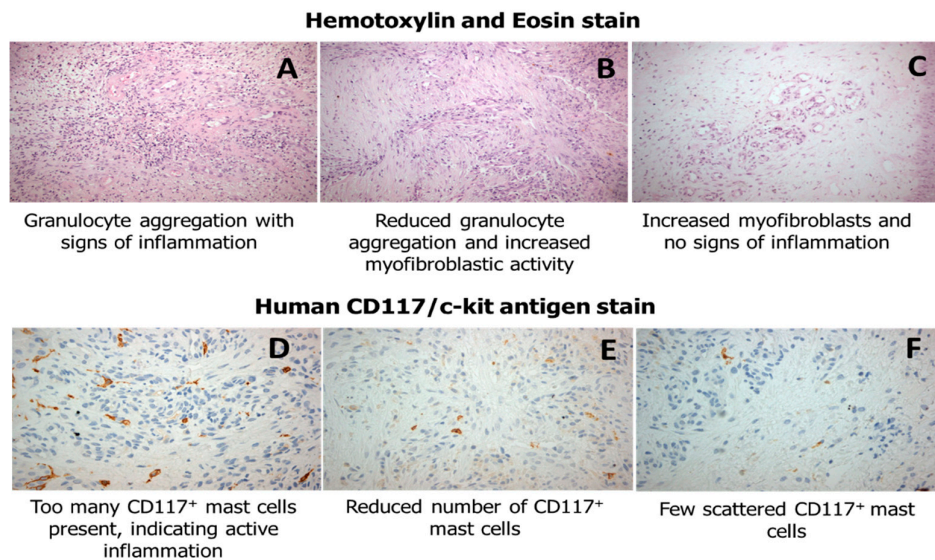 Hemotoxylin and Eosin stain
A
B
C
Granulocyte aggregation with
signs of inflammation
Reduced granulocyte
aggregation and increased
myofibroblastic activity
Increased myofibroblasts and
no signs of inflammation
Human CD117/c-kit antigen stain
D
E
F
Too many CD117⁺ mast cells
present, indicating active
inflammation
Reduced number of CD117⁺
mast cells
Few scattered CD117⁺ mast
cells